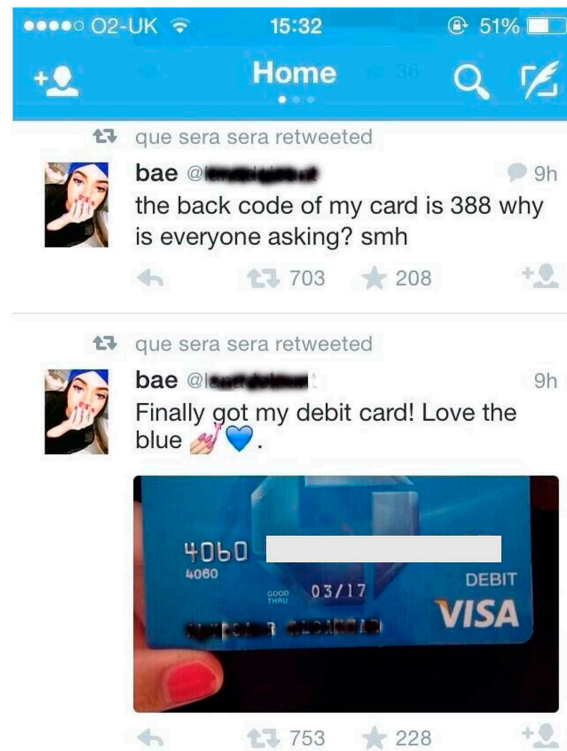 O2-UK 15:32 51%
Home
que sera sera retweeted
bae @ 9h
the back code of my card is 388 why
is everyone asking? smh
703 208
que sera sera retweeted
bae @ 9h
Finally got my debit card! Love the
blue 💅💙.
4060
4060
DEBIT
GOOD
THRU 03/17
VISA
753 228